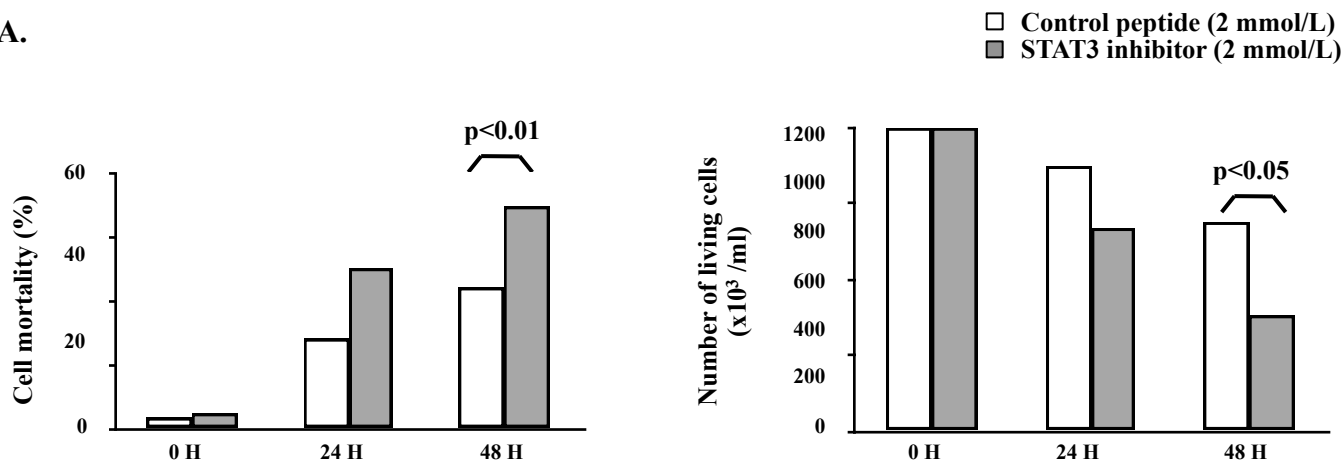 A.
Control peptide (2 mmol/L)
STAT3 inhibitor (2 mmol/L)
Cell mortality (%)
60
40
20
0
p<0.01
0 H
24 H
48 H
Number of living cells
(x10³ /ml)
1200
1000
800
600
400
200
0
p<0.05
0 H
24 H
48 H